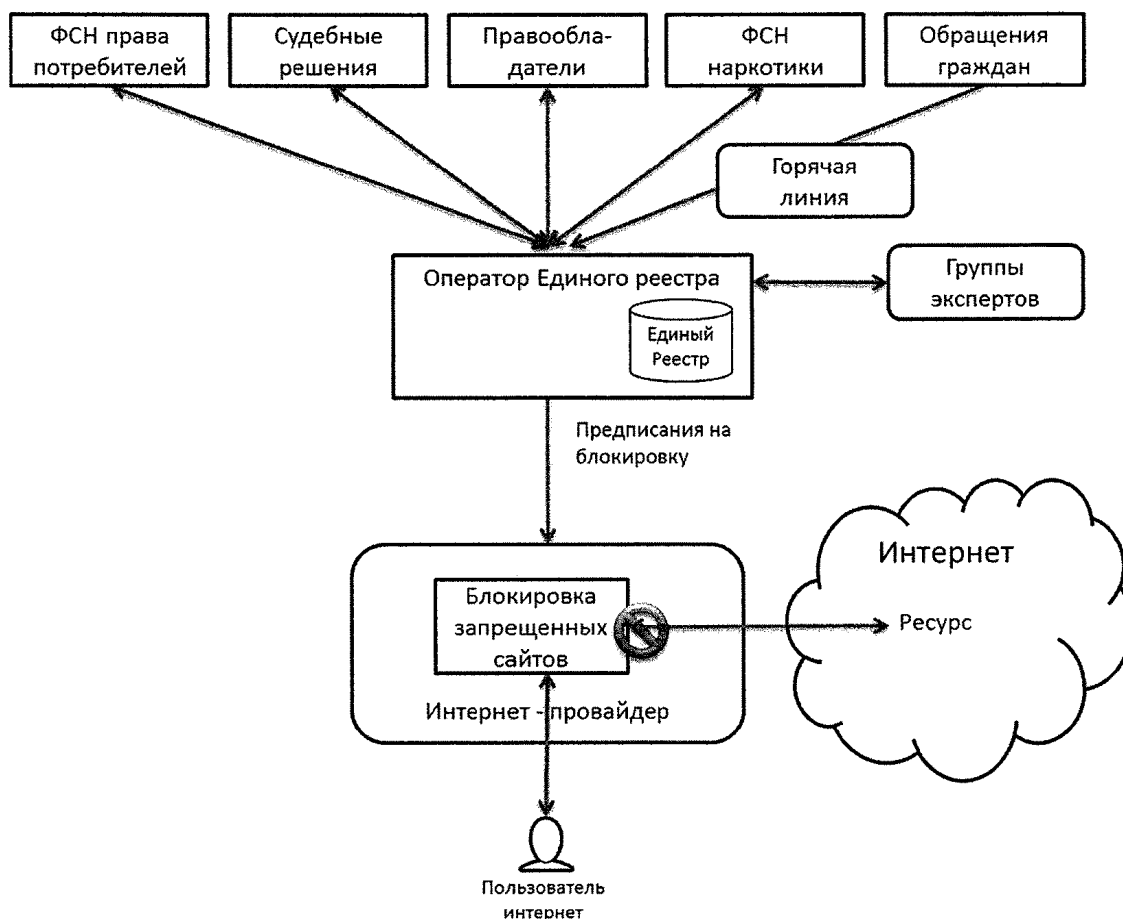 ФСН права
потребителей
Судебные
решения
Правообла-
датели
ФСН
наркотики
Обращения
граждан
Горячая
линия
Оператор Единого реестра
Группы
экспертов
Единый
Реестр
Предписания на
блокировку
Интернет
Блокировка
запрещенных
сайтов
Ресурс
Интернет - провайдер
Пользователь
интернет